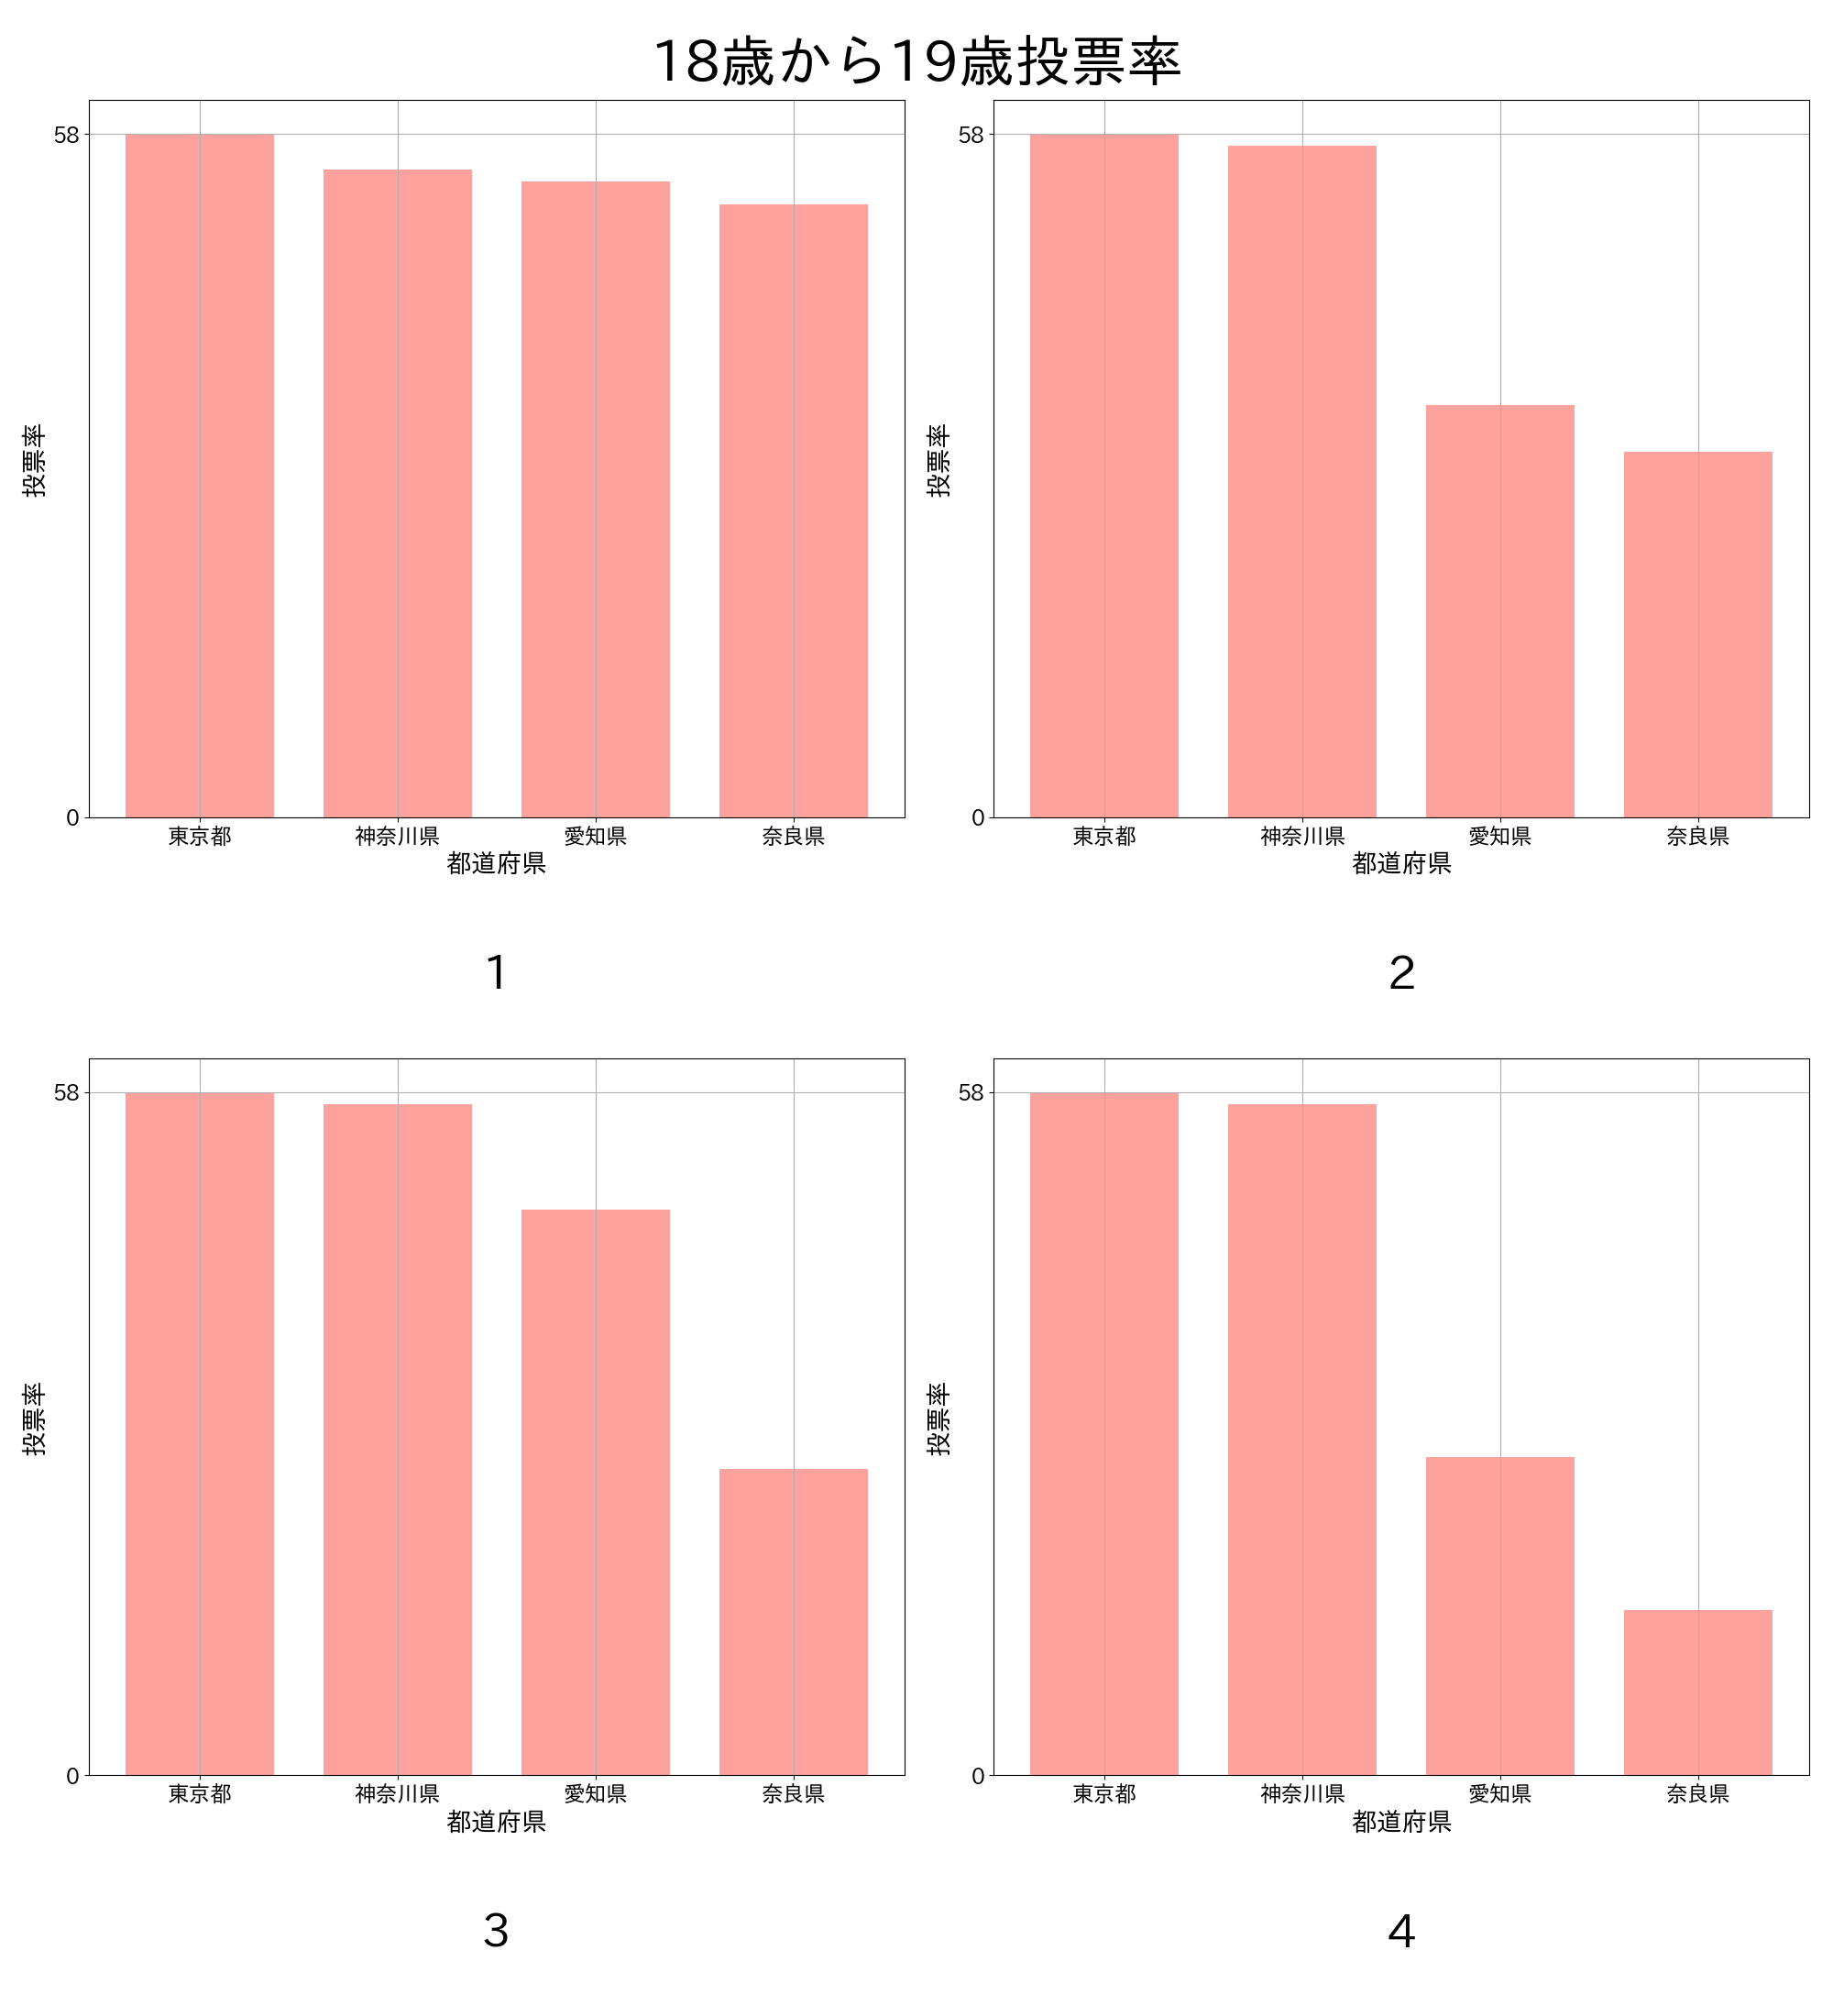 18歳から19歳投票率
58
0
投票率
東京都 神奈川県 愛知県 奈良県
都道府県
1
58
0
投票率
東京都 神奈川県 愛知県 奈良県
都道府県
2
58
0
投票率
東京都 神奈川県 愛知県 奈良県
都道府県
3
58
0
投票率
東京都 神奈川県 愛知県 奈良県
都道府県
4